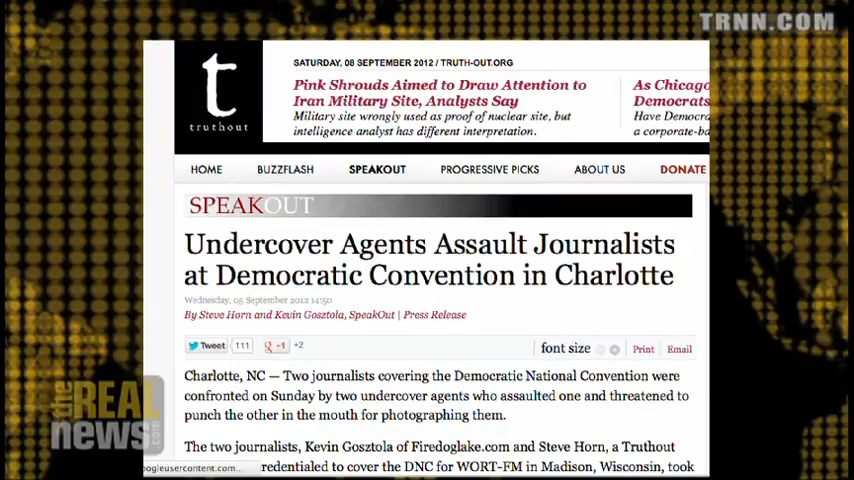 TRNN.COM
t
truthout
SATURDAY, 08 SEPTEMBER 2012 / TRUTH-OUT.ORG
Pink Shrouds Aimed to Draw Attention to
Iran Military Site, Analysts Say
Military site wrongly used as proof of nuclear site, but
intelligence analyst has different interpretation.
As Chicago
Democrats
Have Democra
a corporate-ba
HOME BUZZFLASH SPEAKOUT PROGRESSIVE PICKS ABOUT US DONATE
SPEAKOUT
Undercover Agents Assault Journalists
at Democratic Convention in Charlotte
Wednesday, 05 September 2012 14:50
By Steve Horn and Kevin Gosztola, SpeakOut | Press Release
Tweet 111 g +1 +2 font size Print Email
Charlotte, NC — Two journalists covering the Democratic National Convention were
confronted on Sunday by two undercover agents who assaulted one and threatened to
punch the other in the mouth for photographing them.
The two journalists, Kevin Gosztola of Firedoglake.com and Steve Horn, a Truthout
redentialed to cover the DNC for WORT-FM in Madison, Wisconsin, took
the REAL
news.com
oogleusercontent.com...